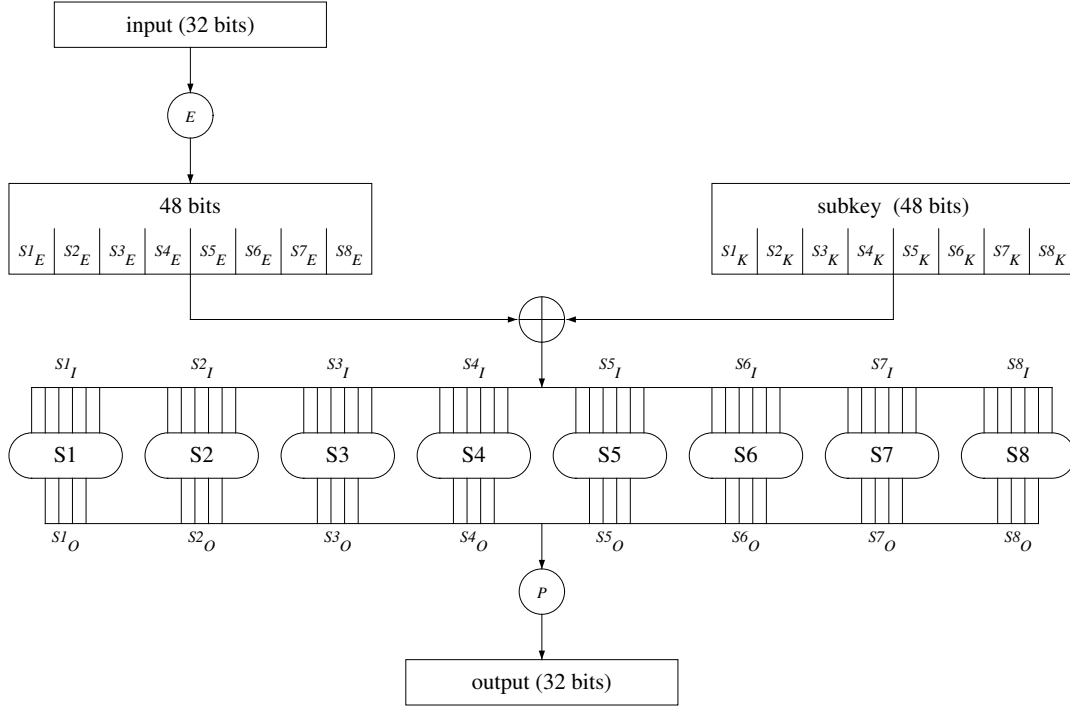 input (32 bits)
E
48 bits
subkey (48 bits)
S1E S2E S3E S4E S5E S6E S7E S8E
S1K S2K S3K S4K S5K S6K S7K S8K
S1I S2I S3I S4I S5I S6I S7I S8I
S1 S2 S3 S4 S5 S6 S7 S8
S1O S2O S3O S4O S5O S6O S7O S8O
P
output (32 bits)